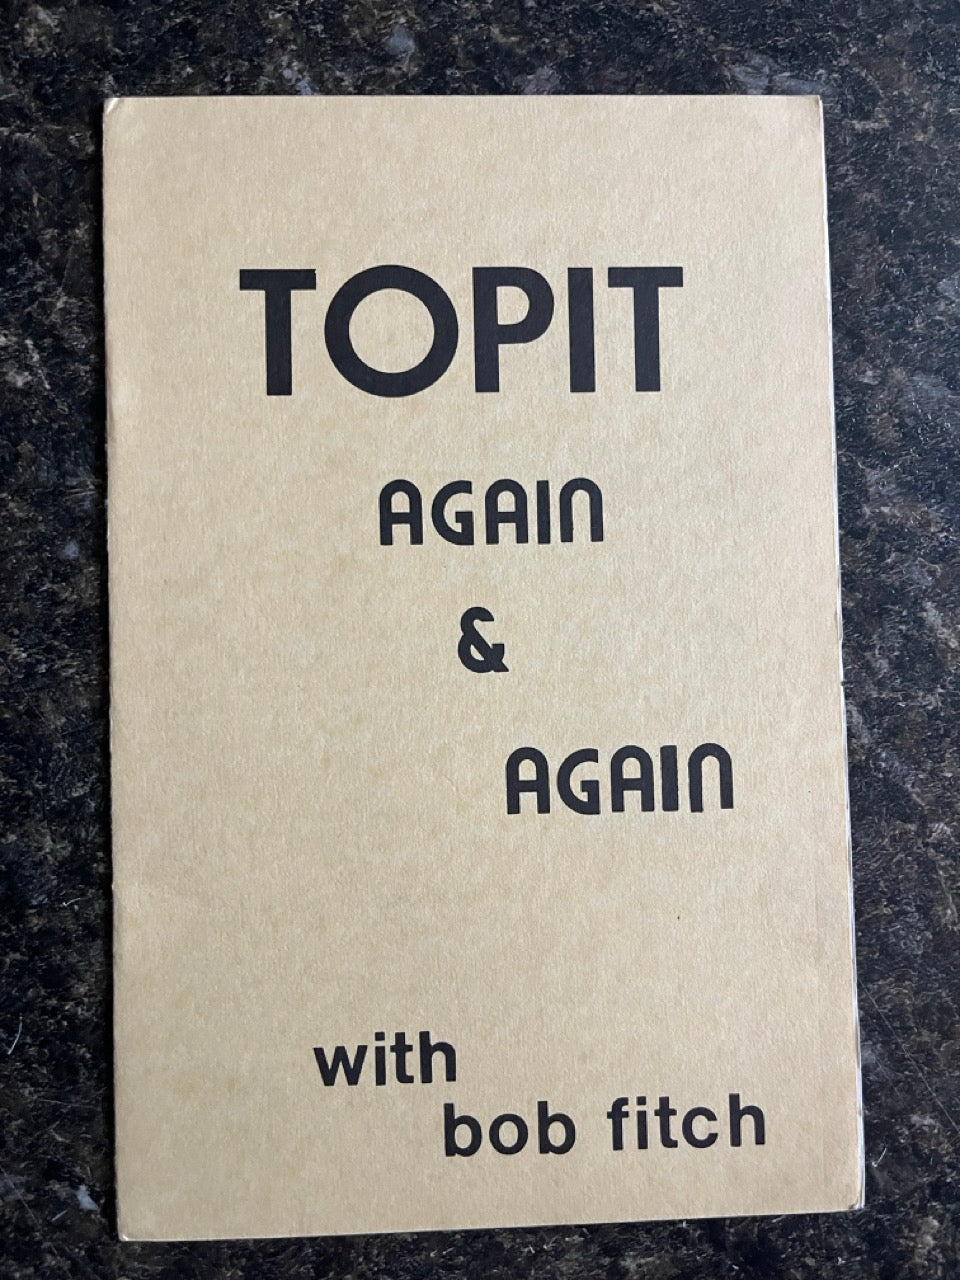 TOPIT
AGAIN
&
AGAIN
with
bob fitch